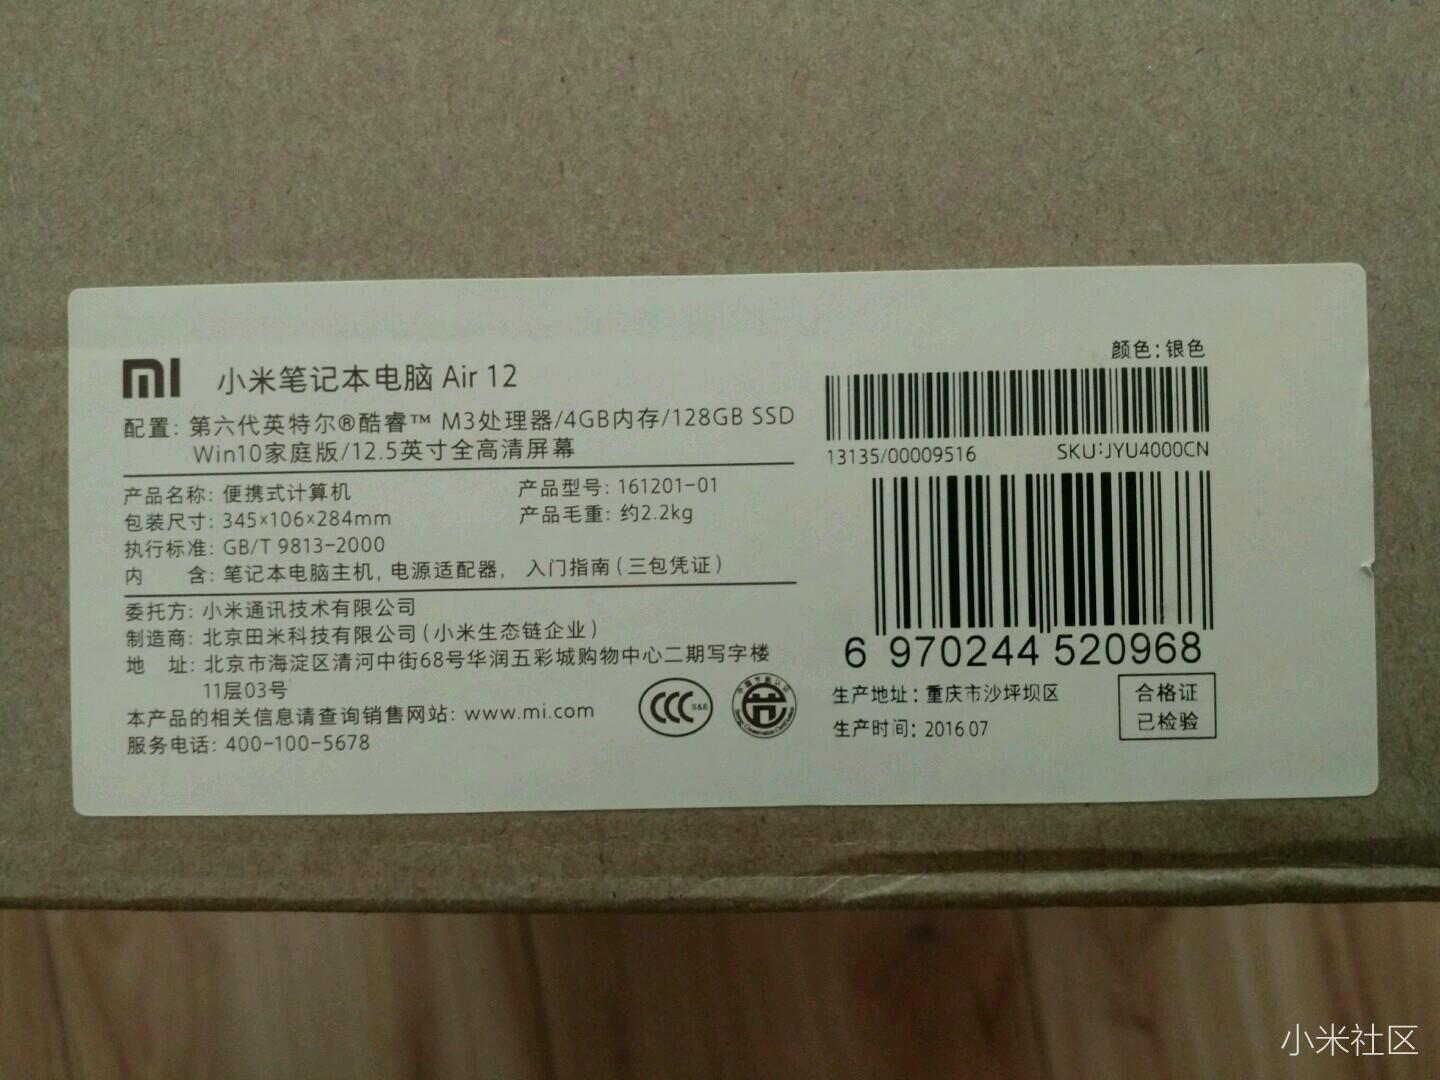 mi 小米笔记本电脑 Air 12
配置: 第六代英特尔®酷睿™ M3处理器/4GB内存/128GB SSD
Win10家庭版/12.5英寸全高清屏幕
产品名称: 便携式计算机 产品型号: 161201-01
包装尺寸: 345×106×284mm 产品毛重: 约2.2kg
执行标准: GB/T 9813-2000
内 含: 笔记本电脑主机, 电源适配器, 入门指南(三包凭证)
委托方: 小米通讯技术有限公司
制造商: 北京田米科技有限公司(小米生态链企业)
地 址: 北京市海淀区清河中街68号华润五彩城购物中心二期写字楼
11层03号
本产品的相关信息请查询销售网站: www.mi.com
服务电话: 400-100-5678
CCC S&E
颜色: 银色
13135/00009516 SKU:JYU4000CN
6 970244 520968
生产地址: 重庆市沙坪坝区
生产时间: 2016.07
合格证
已检验
小米社区